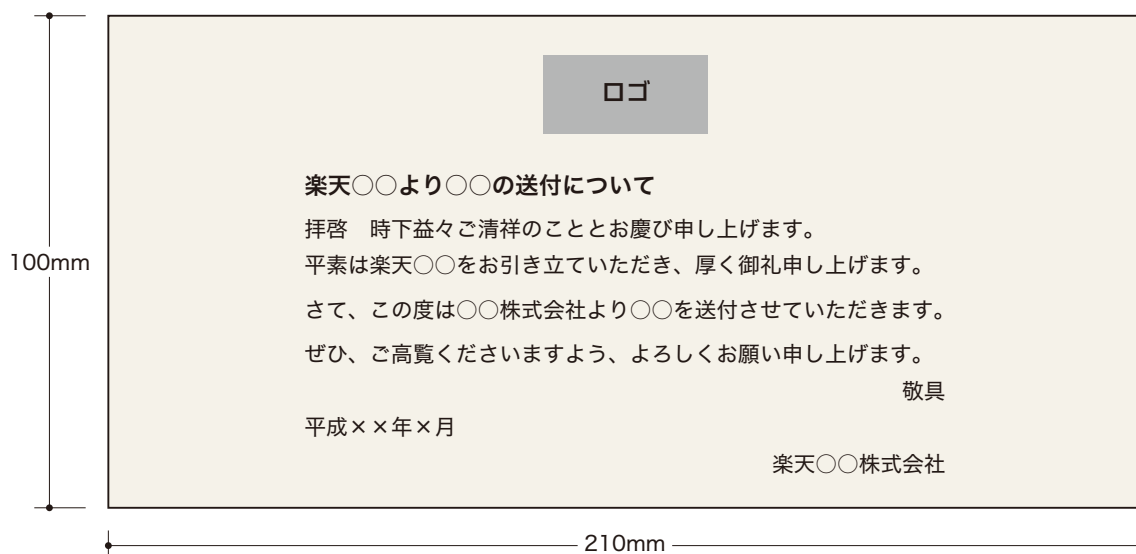 ロゴ
楽天○○より○○の送付について
拝啓　時下益々ご清祥のこととお慶び申し上げます。
平素は楽天○○をお引き立ていただき、厚く御礼申し上げます。
さて、この度は○○株式会社より○○を送付させていただきます。
ぜひ、ご高覧くださいますよう、よろしくお願い申し上げます。
敬具
平成××年×月
楽天○○株式会社
100mm
210mm